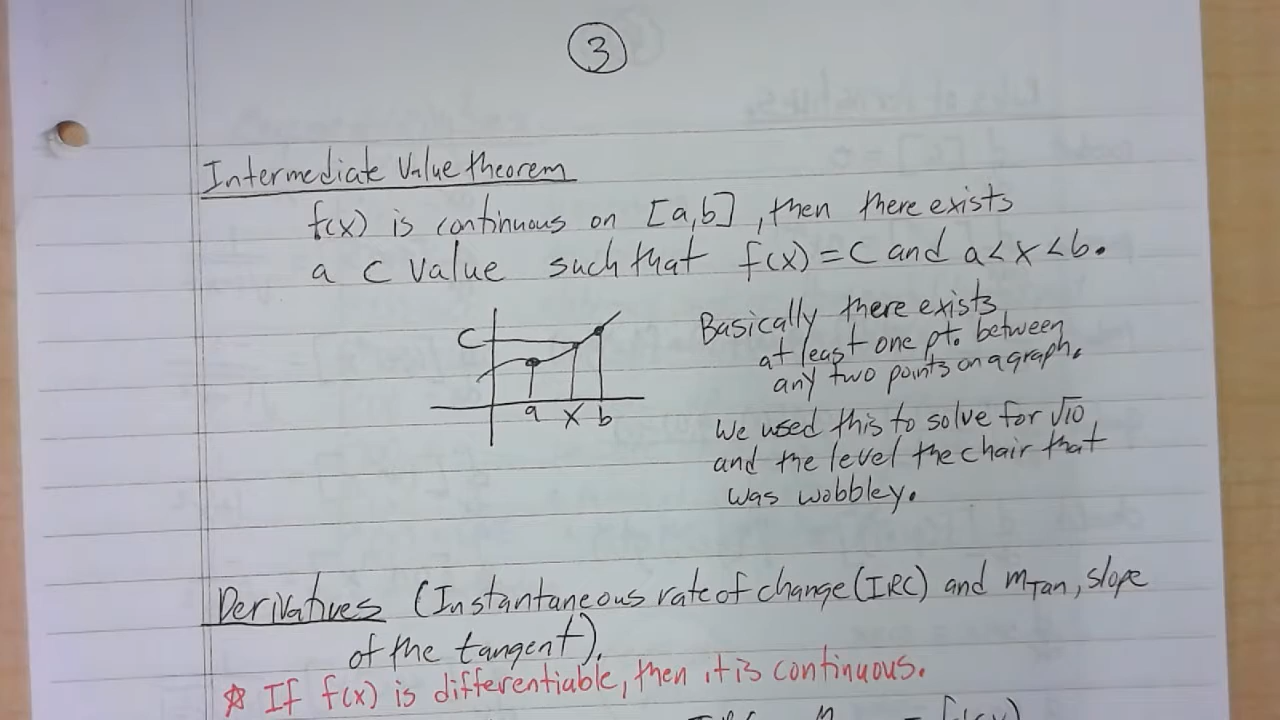 3
Intermediate Value theorem
f(x) is continuous on [a,b], then there exists
a c value such that f(x)=c and a<x<b.
Basically there exists
at least one pt. between
any two points on a graph.
C
a x b
We used this to solve for √10
and the level the chair that
was wobbley.
Derivatives (Instantaneous rate of change (IRC) and mTan, slope
of the tangent).
☆ If f(x) is differentiable, then it is continuous.